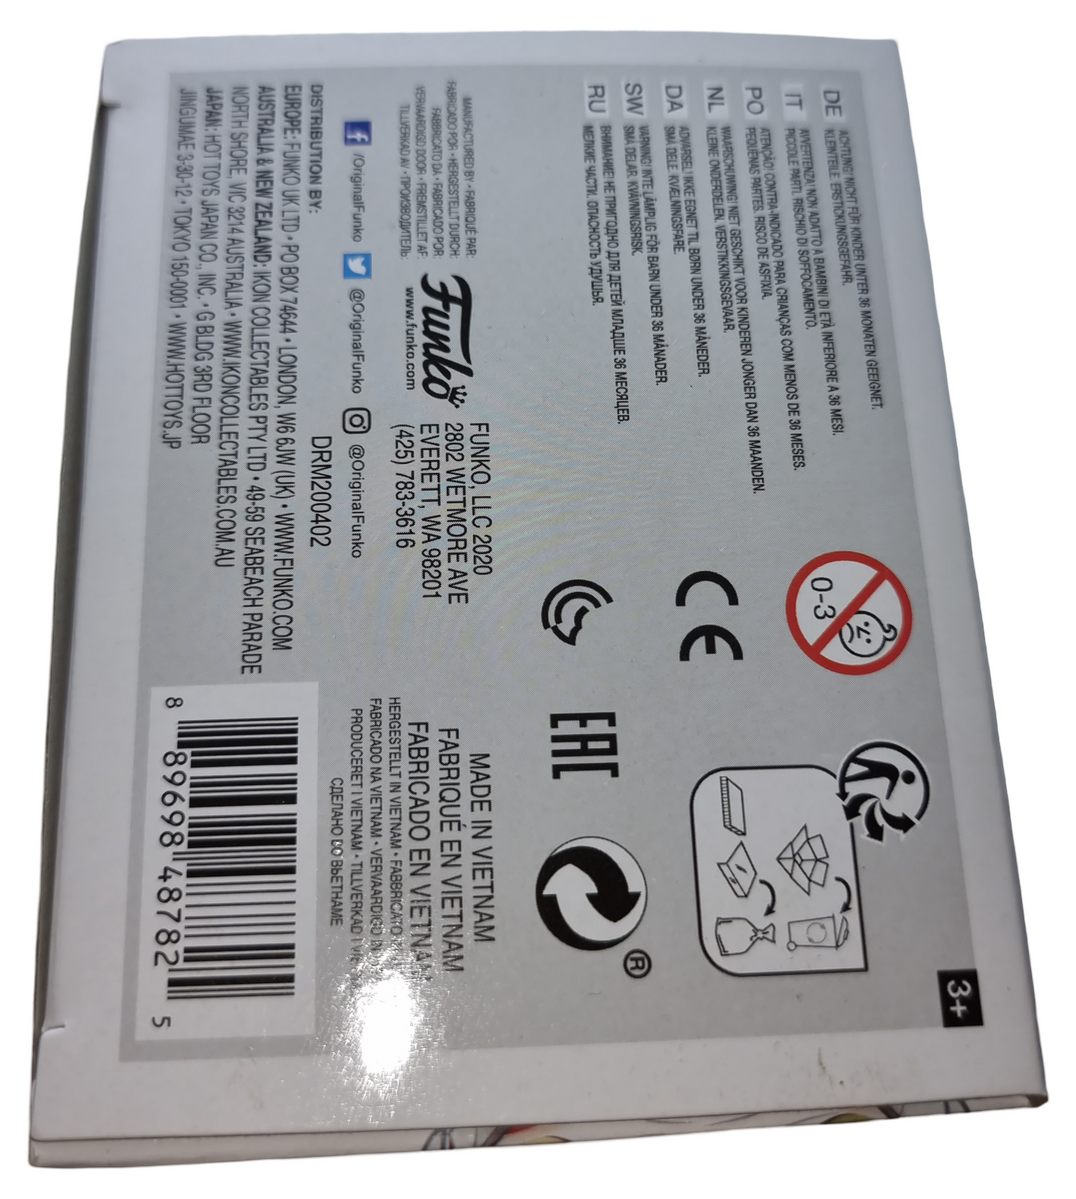 DE ACHTUNG! NICHT FÜR KINDER UNTER 36 MONATEN GEEIGNET.
KLEINTEILE. ERSTICKUNGSGEFAHR.
IT AVVERTENZA! NON ADATTO A BAMBINI DI ETÀ INFERIORE A 36 MESI.
PICCOLE PARTI. RISCHIO DI SOFFOCAMENTO.
PO ATENÇÃO! CONTRA-INDICADO PARA CRIANÇAS COM MENOS DE 36 MESES.
PEQUENAS PARTES. RISCO DE ASFIXIA.
NL WAARSCHUWING! NIET GESCHIKT VOOR KINDEREN JONGER DAN 36 MAANDEN.
KLEINE ONDERDELEN. VERSTIKKINGSGEVAAR.
DA ADVARSEL! IKKE EGNET TIL BØRN UNDER 36 MÅNEDER.
SMÅ DELE. KVÆLNINGSFARE.
SW VARNING! INTE LÄMPLIG FÖR BARN UNDER 36 MÅNADER.
SMÅ DELAR. KVÄVNINGSRISK.
RU ВНИМАНИЕ! НЕ ПРИГОДНО ДЛЯ ДЕТЕЙ МЛАДШЕ 36 МЕСЯЦЕВ.
МЕЛКИЕ ЧАСТИ. ОПАСНОСТЬ УДУШЬЯ.
0-3
CE
EAC
®
3+
MANUFACTURED BY • FABRIQUÉ PAR:
FABRICADO POR • HERGESTELLT DURCH:
FABBRICATO DA • FABRICADO POR:
VERVAARDIGD DOOR • FREMSTILLET AF:
TILLVERKAD AV • ПРОИЗВОДИТЕЛЬ:
Funko
www.funko.com
FUNKO, LLC 2020
2802 WETMORE AVE
EVERETT, WA 98201
(425) 783-3616
/OriginalFunko @OriginalFunko @OriginalFunko
MADE IN VIETNAM
FABRIQUÉ EN VIETNAM
FABRICADO EN VIETNAM
HERGESTELLT IN VIETNAM • FABBRICATO
FABRICADO NA VIETNAM • VERVAARDIGD
PRODUCERET I VIETNAM • TILLVERKAD I
СДЕЛАНО ВО ВЬЕТНАМЕ
DRM200402
DISTRIBUTION BY:
EUROPE: FUNKO UK LTD • PO BOX 74644 • LONDON, W6 6JW (UK) • WWW.FUNKO.COM
AUSTRALIA & NEW ZEALAND: IKON COLLECTABLES PTY LTD • 49-59 SEABEACH PARADE
NORTH SHORE, VIC 3214 AUSTRALIA • WWW.IKONCOLLECTABLES.COM.AU
JAPAN: HOT TOYS JAPAN CO., INC. • G BLDG 3RD FLOOR
JINGUMAE 3-30-12 • TOKYO 150-0001 • WWW.HOTTOYS.JP
8 89698 48782 5